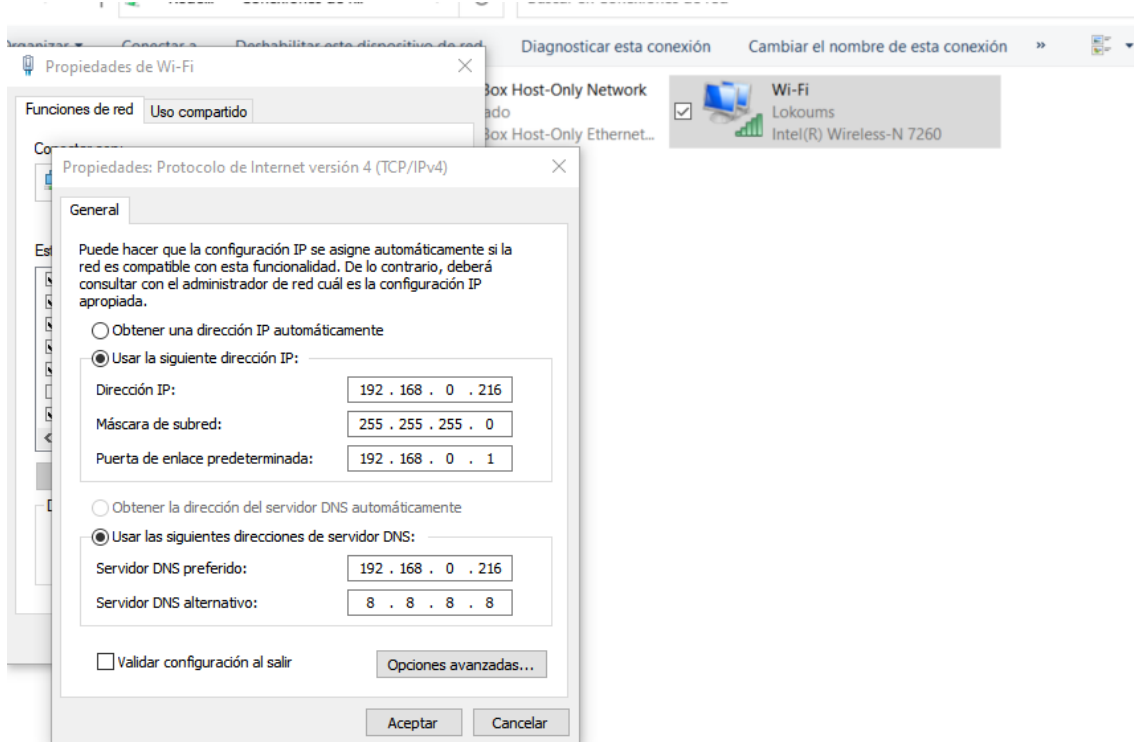 Diagnosticar esta conexión
Cambiar el nombre de esta conexión
»
Propiedades de Wi-Fi
Box Host-Only Network
ado
Box Host-Only Ethernet...
Wi-Fi
Lokoums
Intel(R) Wireless-N 7260
Funciones de red
Uso compartido
Propiedades: Protocolo de Internet versión 4 (TCP/IPv4)
General
Puede hacer que la configuración IP se asigne automáticamente si la
red es compatible con esta funcionalidad. De lo contrario, deberá
consultar con el administrador de red cuál es la configuración IP
apropiada.
Obtener una dirección IP automáticamente
Usar la siguiente dirección IP:
Dirección IP: 192 . 168 . 0 . 216
Máscara de subred: 255 . 255 . 255 . 0
Puerta de enlace predeterminada: 192 . 168 . 0 . 1
Obtener la dirección del servidor DNS automáticamente
Usar las siguientes direcciones de servidor DNS:
Servidor DNS preferido: 192 . 168 . 0 . 216
Servidor DNS alternativo: 8 . 8 . 8 . 8
Validar configuración al salir
Opciones avanzadas...
Aceptar
Cancelar